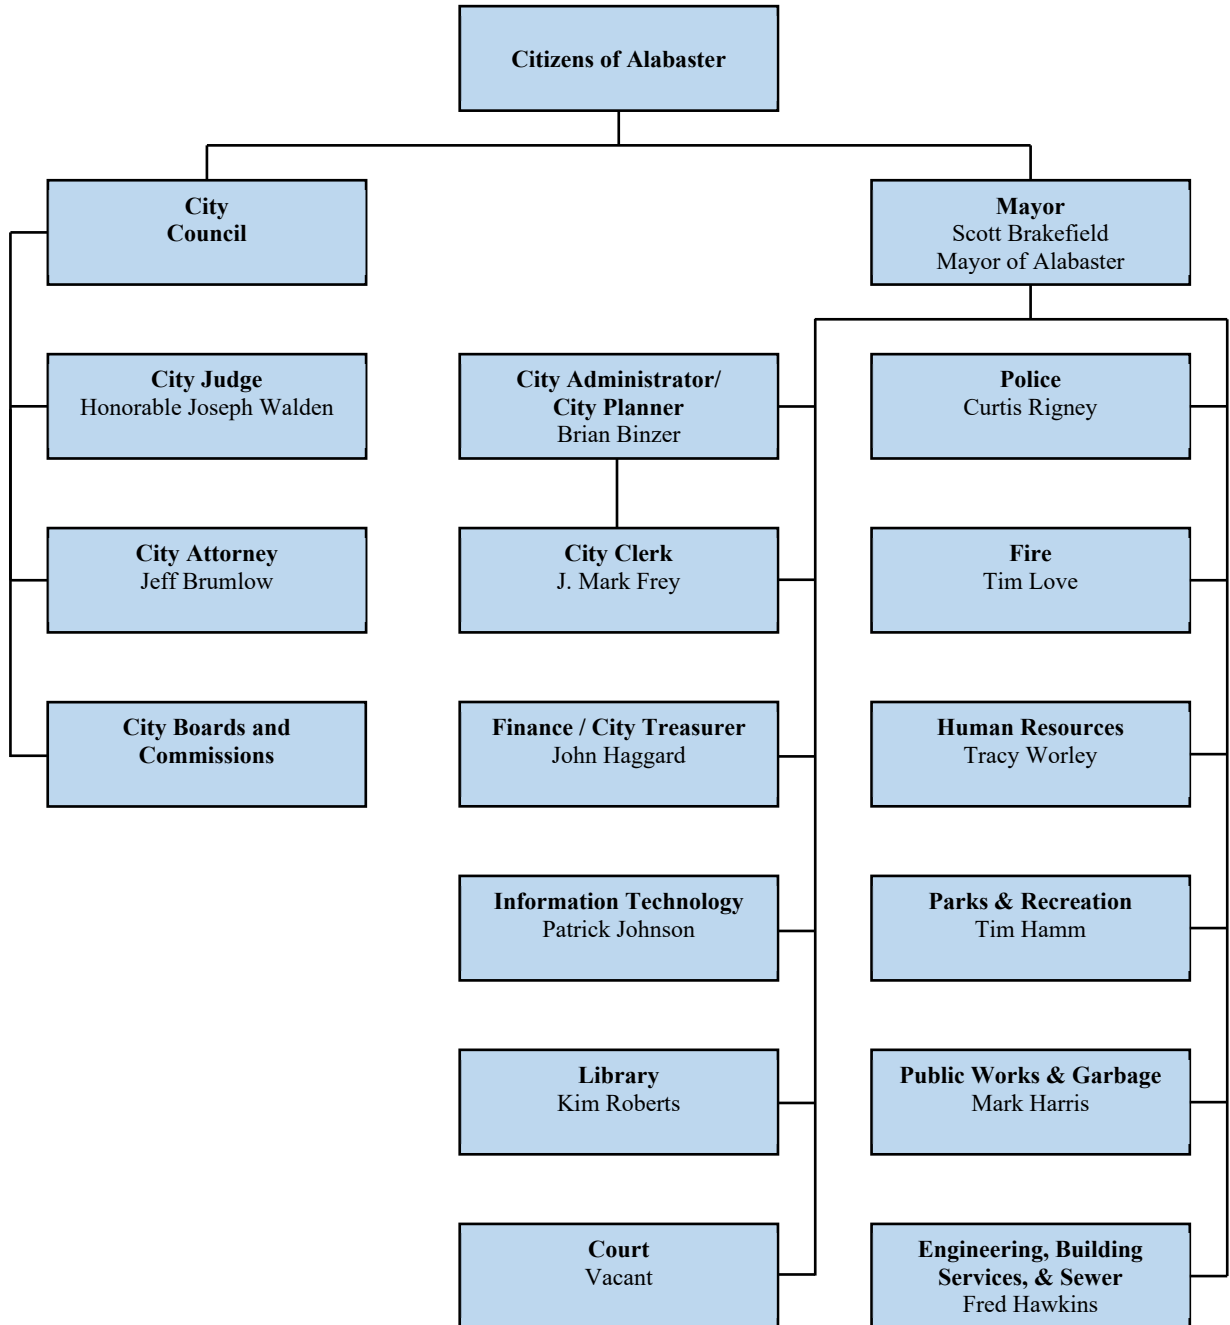 Citizens of Alabaster
City
Council
Mayor
Scott Brakefield
Mayor of Alabaster
City Judge
Honorable Joseph Walden
City Administrator/
City Planner
Brian Binzer
Police
Curtis Rigney
City Attorney
Jeff Brumlow
City Clerk
J. Mark Frey
Fire
Tim Love
City Boards and
Commissions
Finance / City Treasurer
John Haggard
Human Resources
Tracy Worley
Information Technology
Patrick Johnson
Parks & Recreation
Tim Hamm
Library
Kim Roberts
Public Works & Garbage
Mark Harris
Court
Vacant
Engineering, Building
Services, & Sewer
Fred Hawkins